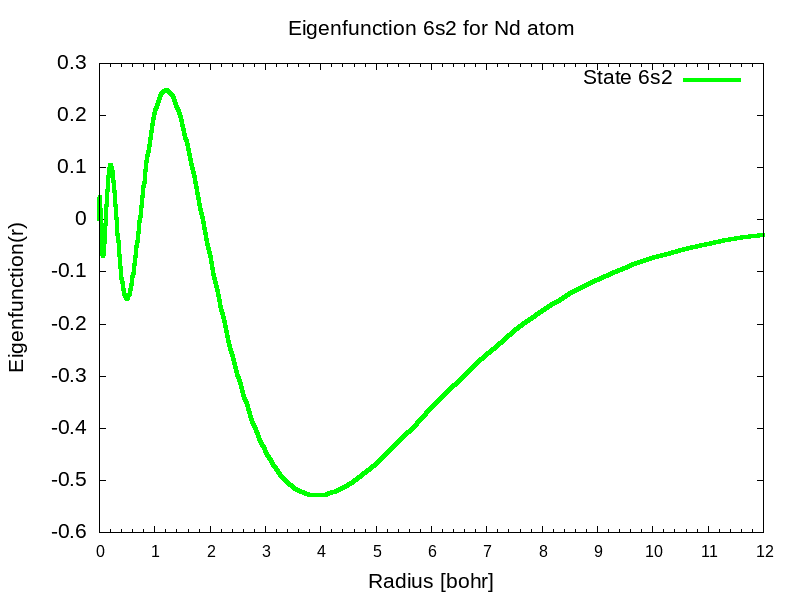 Eigenfunction 6s2 for Nd atom
State 6s2
Eigenfunction(r)
0.3
0.2
0.1
0
-0.1
-0.2
-0.3
-0.4
-0.5
-0.6
0 1 2 3 4 5 6 7 8 9 10 11 12
Radius [bohr]